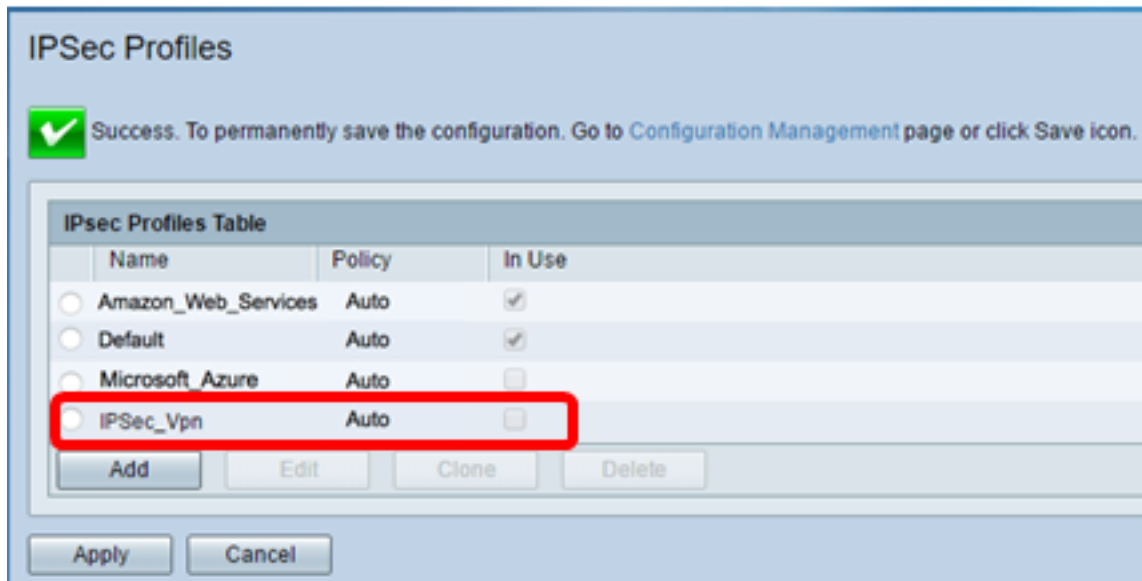 IPSec Profiles
Success. To permanently save the configuration. Go to Configuration Management page or click Save icon.
IPsec Profiles Table
Name Policy In Use
Amazon_Web_Services Auto
Default Auto
Microsoft_Azure Auto
IPSec_Vpn Auto
Add Edit Clone Delete
Apply Cancel